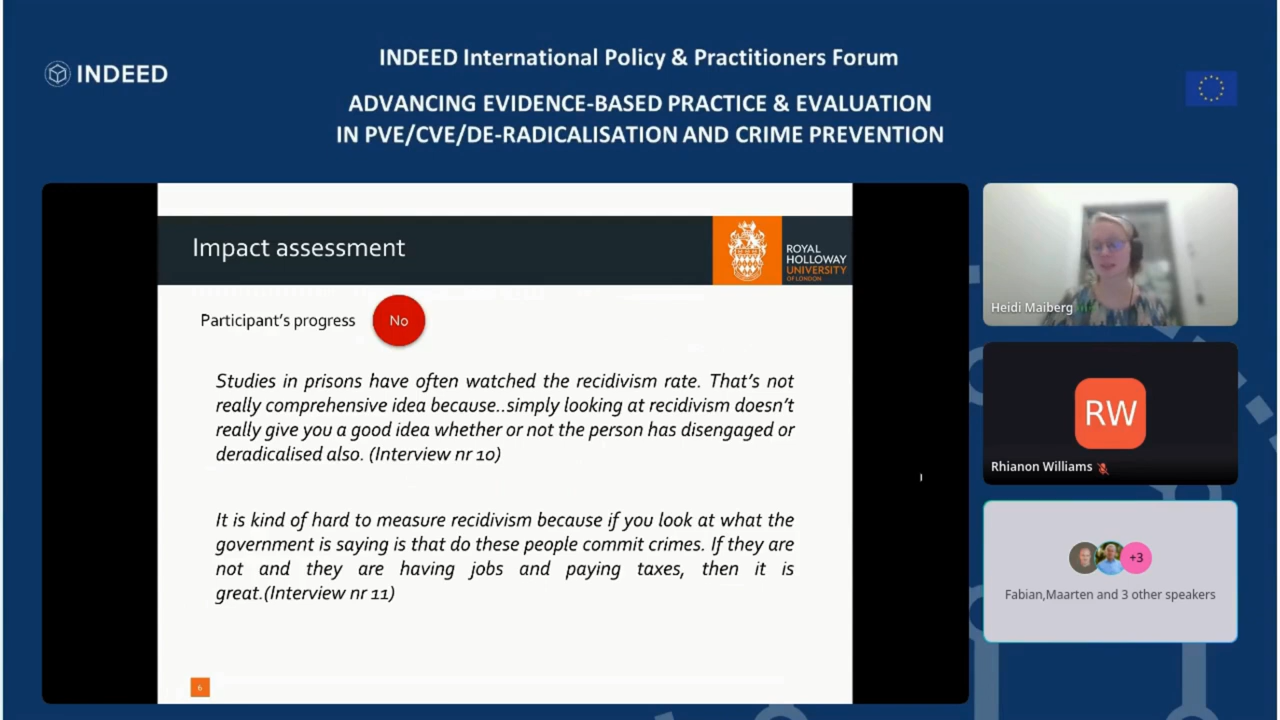 INDEED
INDEED International Policy & Practitioners Forum
ADVANCING EVIDENCE-BASED PRACTICE & EVALUATION
IN PVE/CVE/DE-RADICALISATION AND CRIME PREVENTION
Impact assessment
ROYAL
HOLLOWAY
UNIVERSITY
OF LONDON
Participant's progress
No
Studies in prisons have often watched the recidivism rate. That's not
really comprehensive idea because..simply looking at recidivism doesn't
really give you a good idea whether or not the person has disengaged or
deradicalised also. (Interview nr 10)
It is kind of hard to measure recidivism because if you look at what the
government is saying is that do these people commit crimes. If they are
not and they are having jobs and paying taxes, then it is
great.(Interview nr 11)
6
Heidi Maiberg
RW
Rhianon Williams
+3
Fabian,Maarten and 3 other speakers